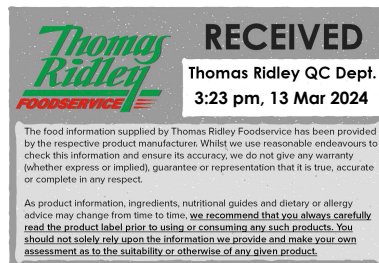 Thomas
Ridley
FOODSERVICE
RECEIVED
Thomas Ridley QC Dept.
3:23 pm, 13 Mar 2024
The food information supplied by Thomas Ridley Foodservice has been provided
by the respective product manufacturer. Whilst we use reasonable endeavours to
check this information and ensure its accuracy, we do not give any warranty
(whether express or implied), guarantee or representation that it is true, accurate
or complete in any respect.
As product information, ingredients, nutritional guides and dietary or allergy
advice may change from time to time, we recommend that you always carefully
read the product label prior to using or consuming any such products. You
should not solely rely upon the information we provide and make your own
assessment as to the suitability or otherwise of any given product.